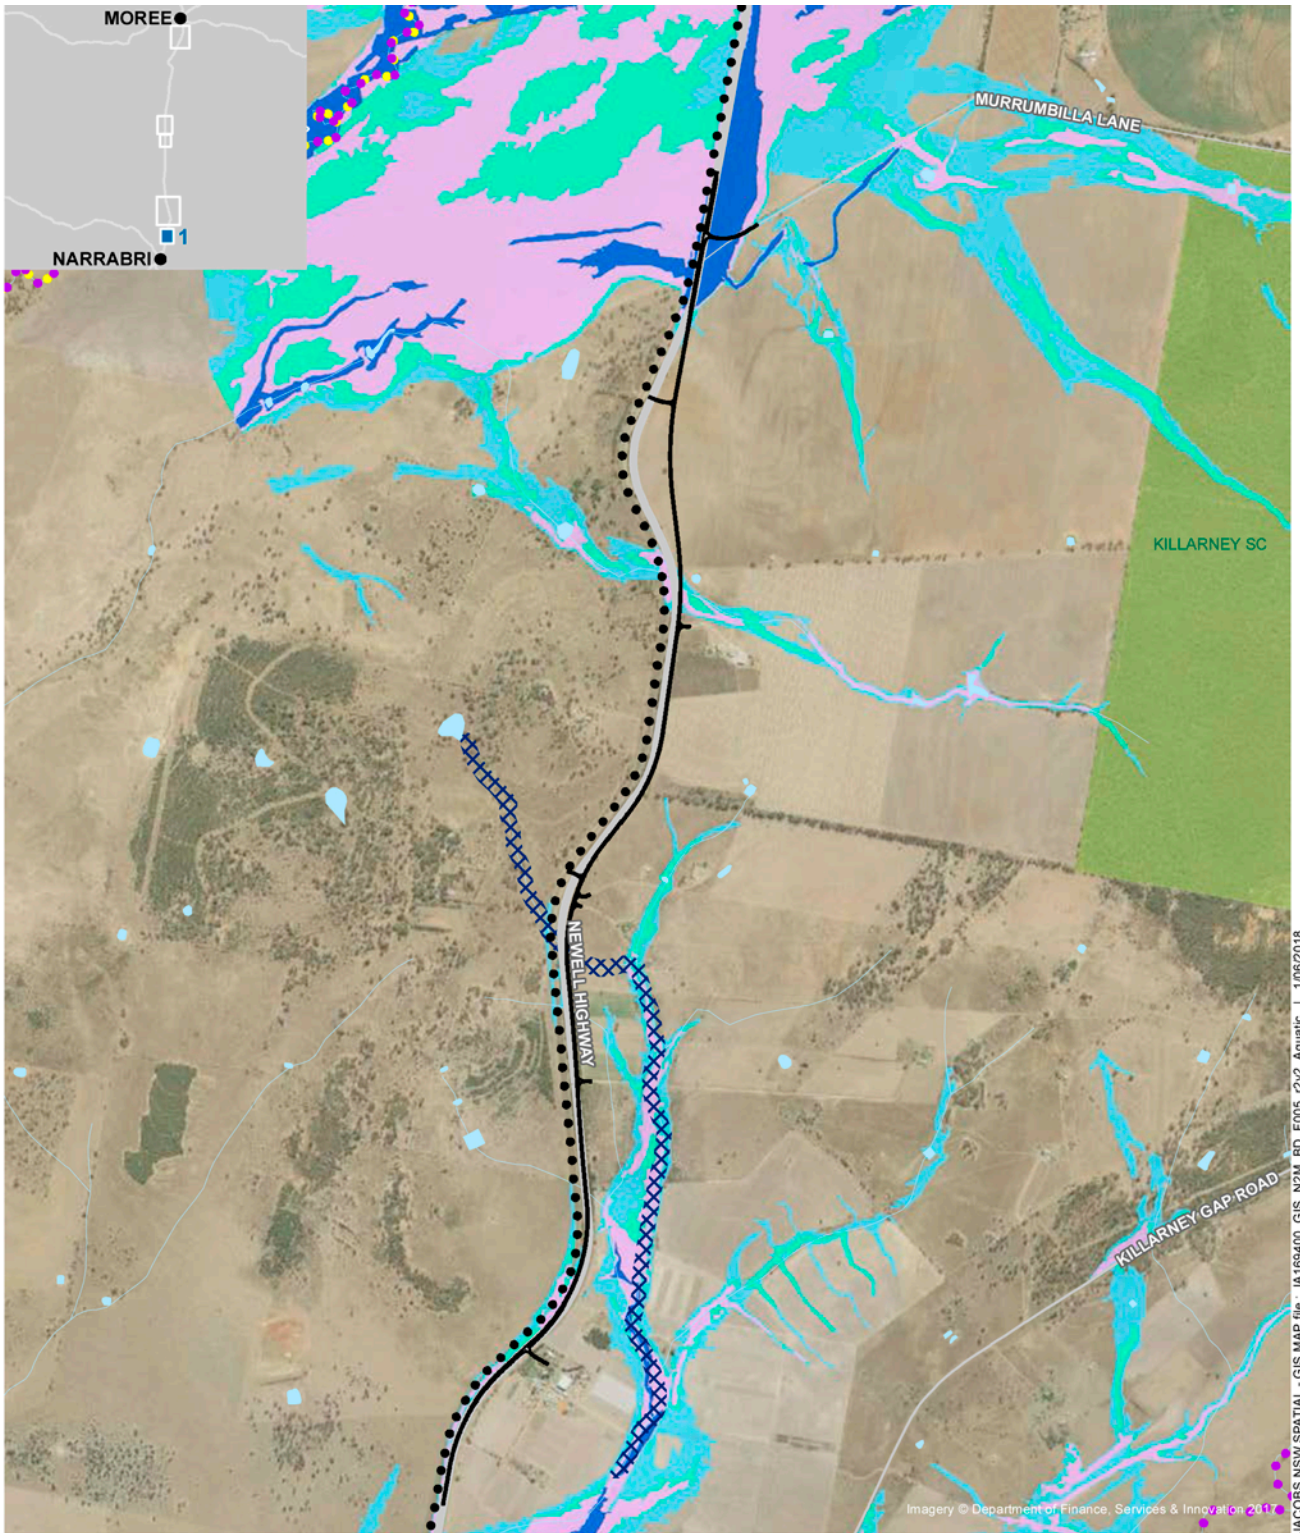 MOREE
1
NARRABRI
MURRUMBILLA LANE
KILLARNEY SC
NEWELL HIGHWAY
KILLARNEY GAP ROAD
Imagery © Department of Finance, Services & Innovation 2017
JACOBS NSW SPATIAL - GIS MAP file : JA169400_GIS_N2M_BD_F005_r2v2_Aquatic | 1/06/2018